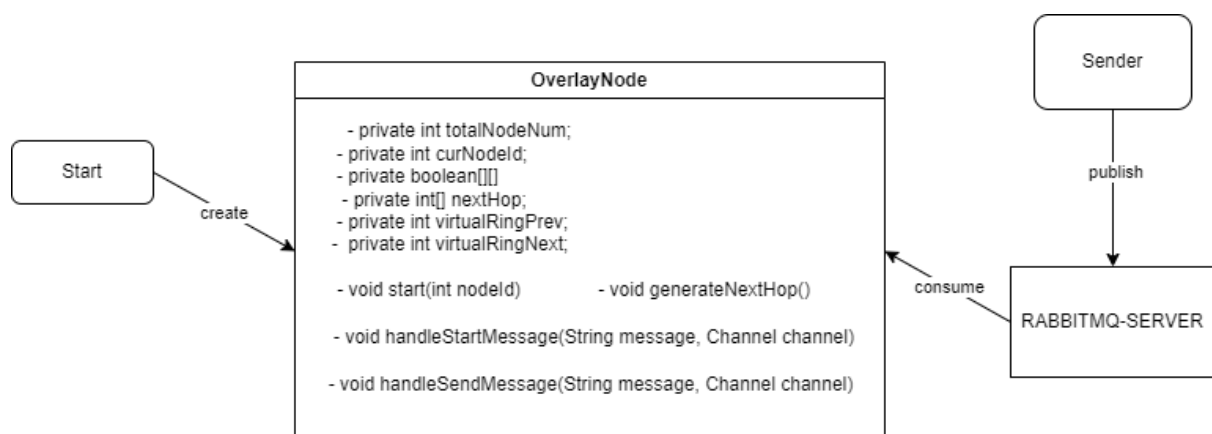 Sender
OverlayNode
Start
create
- private int totalNodeNum;
- private int curNodeId;
- private boolean[][]
- private int[] nextHop;
- private int virtualRingPrev;
- private int virtualRingNext;
- void start(int nodeId) - void generateNextHop()
- void handleStartMessage(String message, Channel channel)
- void handleSendMessage(String message, Channel channel)
publish
consume
RABBITMQ-SERVER